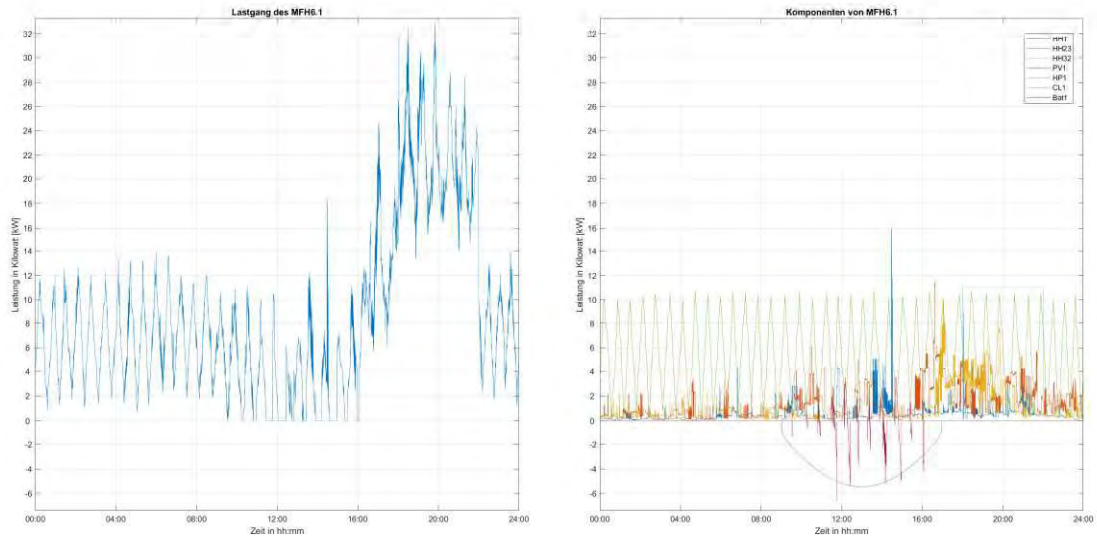 Lastgang des MFH6.1
Leistung in Kilowatt [kW]
32
30
28
26
24
22
20
18
16
14
12
10
8
6
4
2
0
-2
-4
-6
00:00 04:00 08:00 12:00 16:00 20:00 24:00
Zeit in hh:mm
Komponenten von MFH6.1
Leistung in Kilowatt [kW]
32
30
28
26
24
22
20
18
16
14
12
10
8
6
4
2
0
-2
-4
-6
00:00 04:00 08:00 12:00 16:00 20:00 24:00
Zeit in hh:mm
HH1
HH23
HH32
PV1
HP1
CL1
Bat1